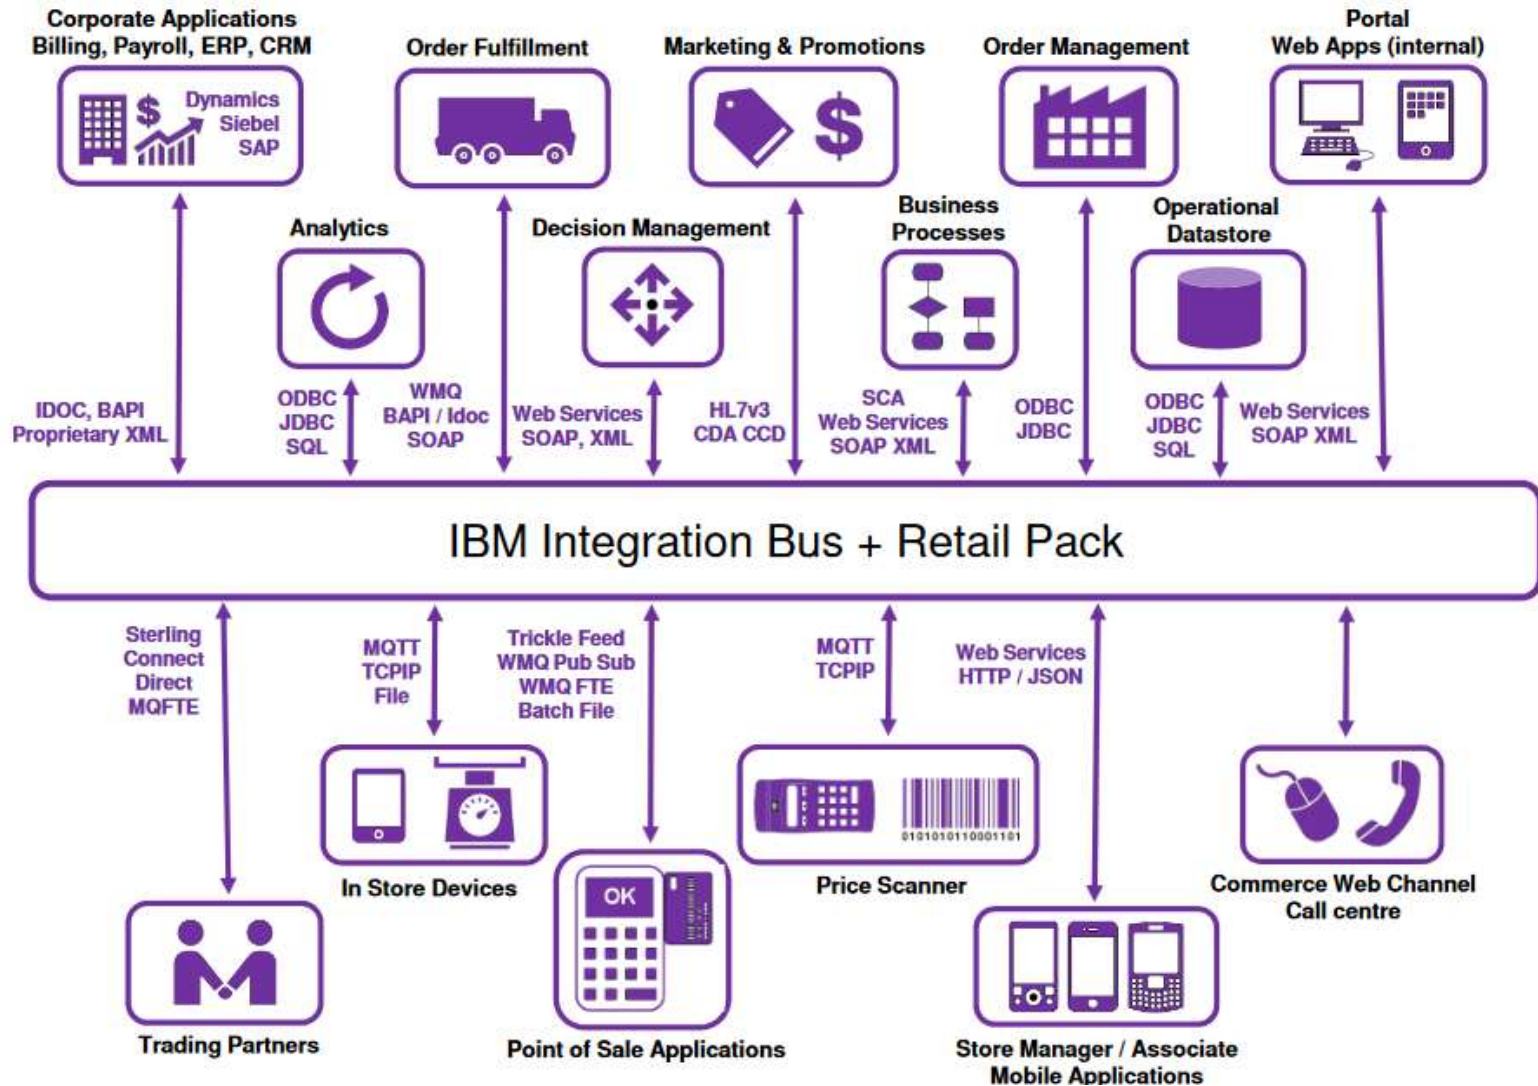 Corporate Applications
Billing, Payroll, ERP, CRM
Dynamics
Siebel
SAP
Order Fulfillment
Marketing & Promotions
Order Management
Portal
Web Apps (internal)
Analytics
Decision Management
Business
Processes
Operational
Datastore
IDOC, BAPI
Proprietary XML
ODBC
JDBC
SQL
WMQ
BAPI / Idoc
SOAP
Web Services
SOAP, XML
HL7v3
CDA CCD
SCA
Web Services
SOAP XML
ODBC
JDBC
ODBC
JDBC
SQL
Web Services
SOAP XML
IBM Integration Bus + Retail Pack
Sterling
Connect
Direct
MQFTE
MQTT
TCPIP
File
Trickle Feed
WMQ Pub Sub
WMQ FTE
Batch File
MQTT
TCPIP
Web Services
HTTP / JSON
0101010110001101
In Store Devices
OK
Price Scanner
Commerce Web Channel
Call centre
Trading Partners
Point of Sale Applications
Store Manager / Associate
Mobile Applications